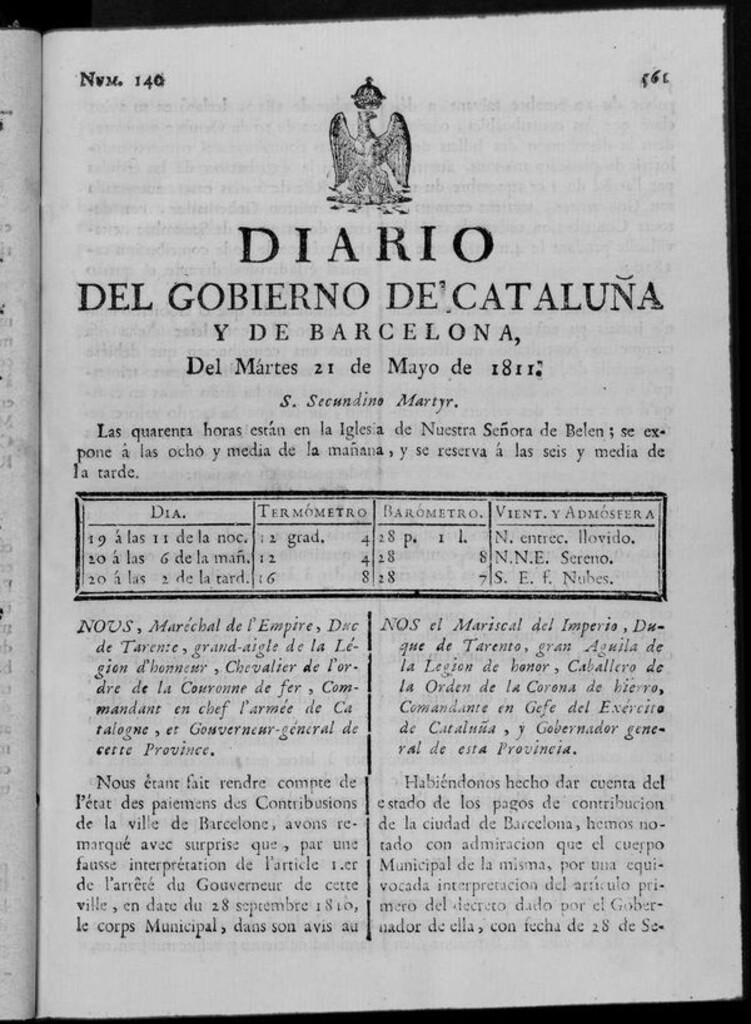 NVM. 140 561
DIARIO
DEL GOBIERNO DE CATALUÑA
Y DE BARCELONA,
Del Mártes 21 de Mayo de 1811.
S. Secundino Martyr.
Las quarenta horas están en la Iglesia de Nuestra Señora de Belen; se ex-
pone á las ocho y media de la mañana, y se reserva á las seis y media de
la tarde.
DIA. TERMÓMETRO BARÓMETRO. VIENT. Y ADMÓSFERA
19 á las 11 de la noc. 12 grad. 4 28 p. 1 l. N. entrec. llovido.
20 á las 6 de la mañ. 12 4 28 8 N.N.E. Sereno.
20 á las 2 de la tard. 16 8 28 7 S. E. f. Nubes.
NOUS, Maréchal de l'Empire, Duc
de Tarente, grand-aigle de la Lé-
gion d'honneur, Chevalier de l'or-
dre de la Couronne de fer, Com-
mandant en chef l'armée de Ca
talogne, et Gouverneur-général de
cette Province.
Nous étant fait rendre compte de
l'état des paiemens des Contribusions
de la ville de Barcelone, avons re-
marqué avec surprise que, par une
fausse interprétation de l'article 1.er
de l'arrêté du Gouverneur de cette
ville, en date du 28 septembre 1810,
le corps Municipal, dans son avis au
NOS el Mariscal del Imperio, Du-
que de Tarento, gran Aguila de
la Legion de honor, Caballero de
la Orden de la Corona de hierro,
Comandante en Gefe del Exército
de Cataluña, y Gobernador gene-
ral de esta Provincia.
Habiéndonos hecho dar cuenta del
estado de los pagos de contribucion
de la ciudad de Barcelona, hemos no-
tado con admiracion que el cuerpo
Municipal de la misma, por una equi-
vocada interpretacion del artículo pri-
mero del decreto dado por el Gober-
nador de ella, con fecha de 28 de Se-